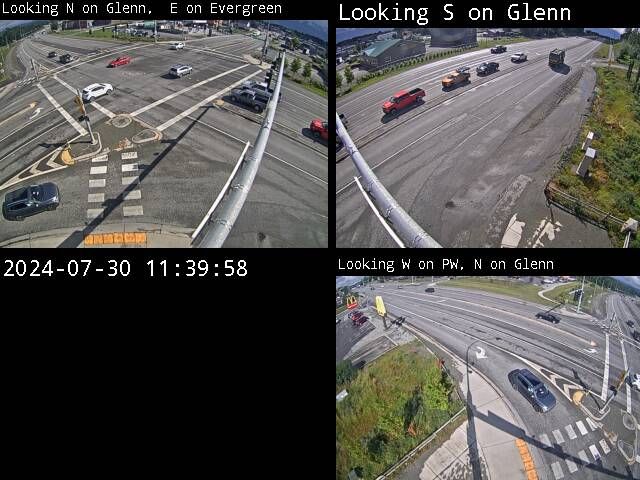 Looking N on Glenn,  E on Evergreen
Looking S on Glenn
2024-07-30 11:39:58
Looking W on PW, N on Glenn